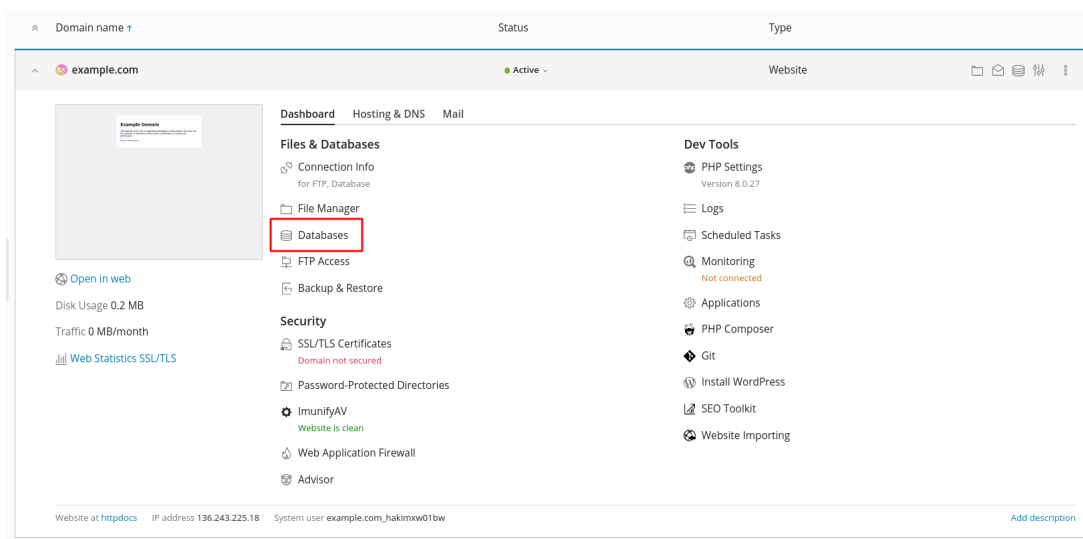 Domain name ↑ Status Type
example.com Active Website
Example Domain
Dashboard Hosting & DNS Mail
Files & Databases
Connection Info
for FTP, Database
File Manager
Databases
FTP Access
Backup & Restore
Security
SSL/TLS Certificates
Domain not secured
Password-Protected Directories
ImunifyAV
Website is clean
Web Application Firewall
Advisor
Dev Tools
PHP Settings
Version 8.0.27
Logs
Scheduled Tasks
Monitoring
Not connected
Applications
PHP Composer
Git
Install WordPress
SEO Toolkit
Website Importing
Open in web
Disk Usage 0.2 MB
Traffic 0 MB/month
Web Statistics SSL/TLS
Website at httpdocs IP address 136.243.225.18 System user example.com_hakimxw01bw Add description